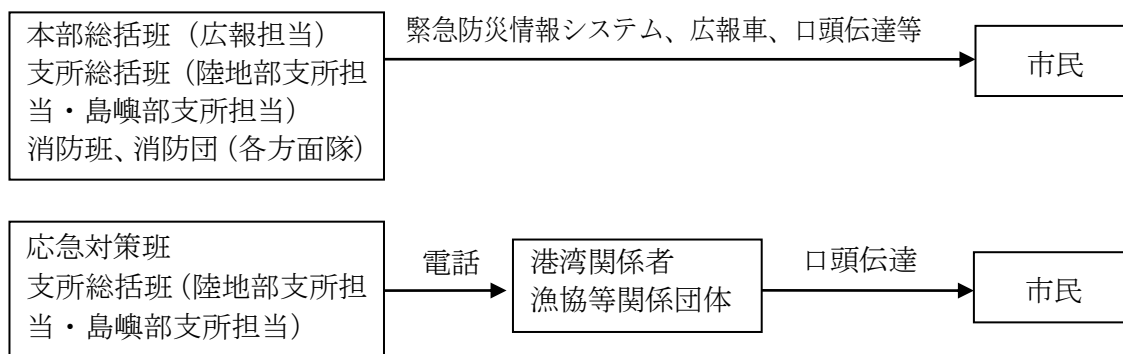 本部総括班（広報担当）
支所総括班（陸地部支所担
当・島嶼部支所担当）
消防班、消防団（各方面隊）
緊急防災情報システム、広報車、口頭伝達等
市民
応急対策班
支所総括班（陸地部支所担
当・島嶼部支所担当）
電話
港湾関係者
漁協等関係団体
口頭伝達
市民